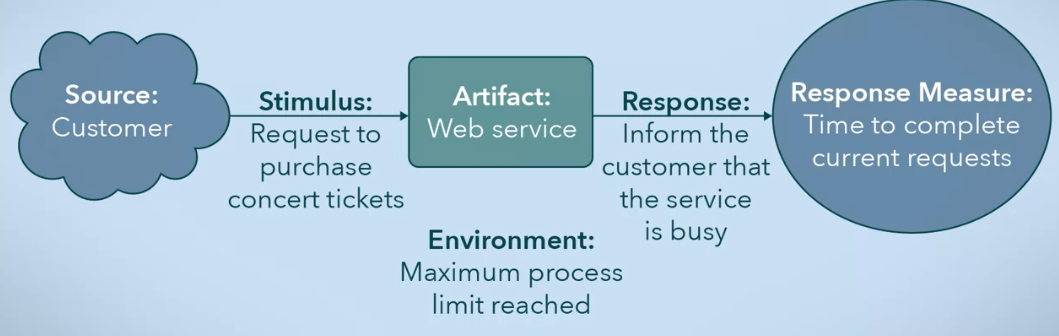 Source:
Customer
Stimulus:
Request to
purchase
concert tickets
Artifact:
Web service
Environment:
Maximum process
limit reached
Response:
Inform the
customer that
the service
is busy
Response Measure:
Time to complete
current requests